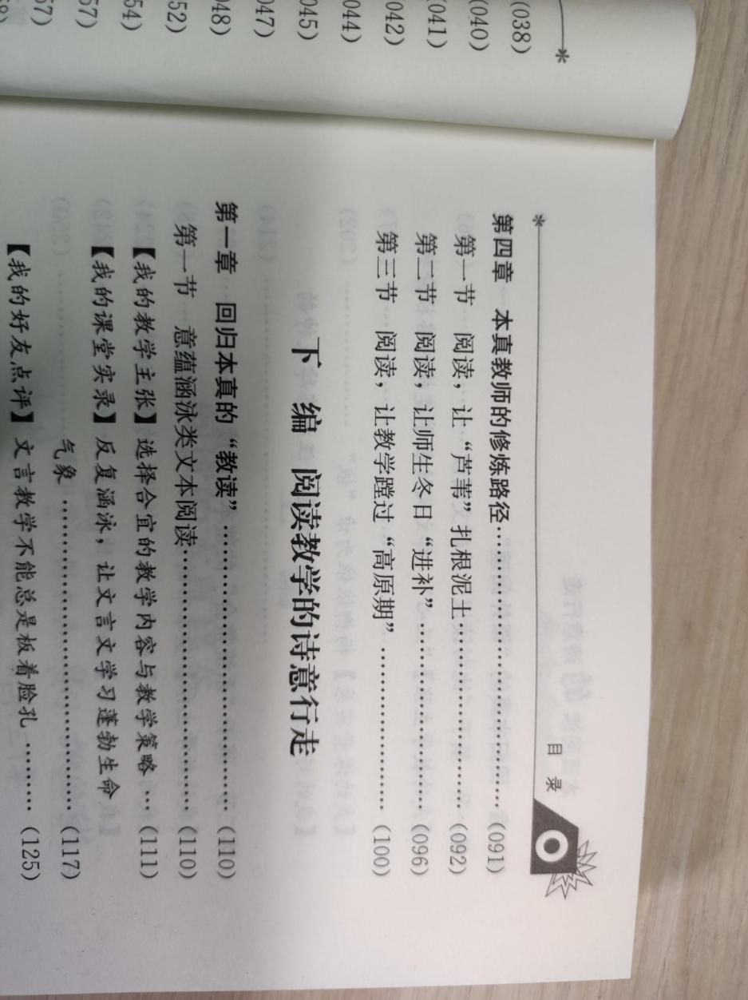 (038)
(040)
(041)
(042)
044)
045)
047)
048)
52)
54)
57)
67)
目 录
第四章 本真教师的修炼路径……………………(091)
第一节 阅读，让“芦苇”扎根泥土……………………(092)
第二节 阅读，让师生冬日“进补”……………………(096)
第三节 阅读，让教学蹚过“高原期”……………………(100)
下 编 阅读教学的诗意行走
第一章 回归本真的“教读”……………………(110)
第一节 意蕴涵泳类文本阅读……………………(110)
【我的教学主张】选择合宜的教学内容与教学策略…(111)
【我的课堂实录】反复涵泳，让文言文学习蓬勃生命
气象……………………(117)
【我的好友点评】文言教学不能总是板着脸孔………(125)